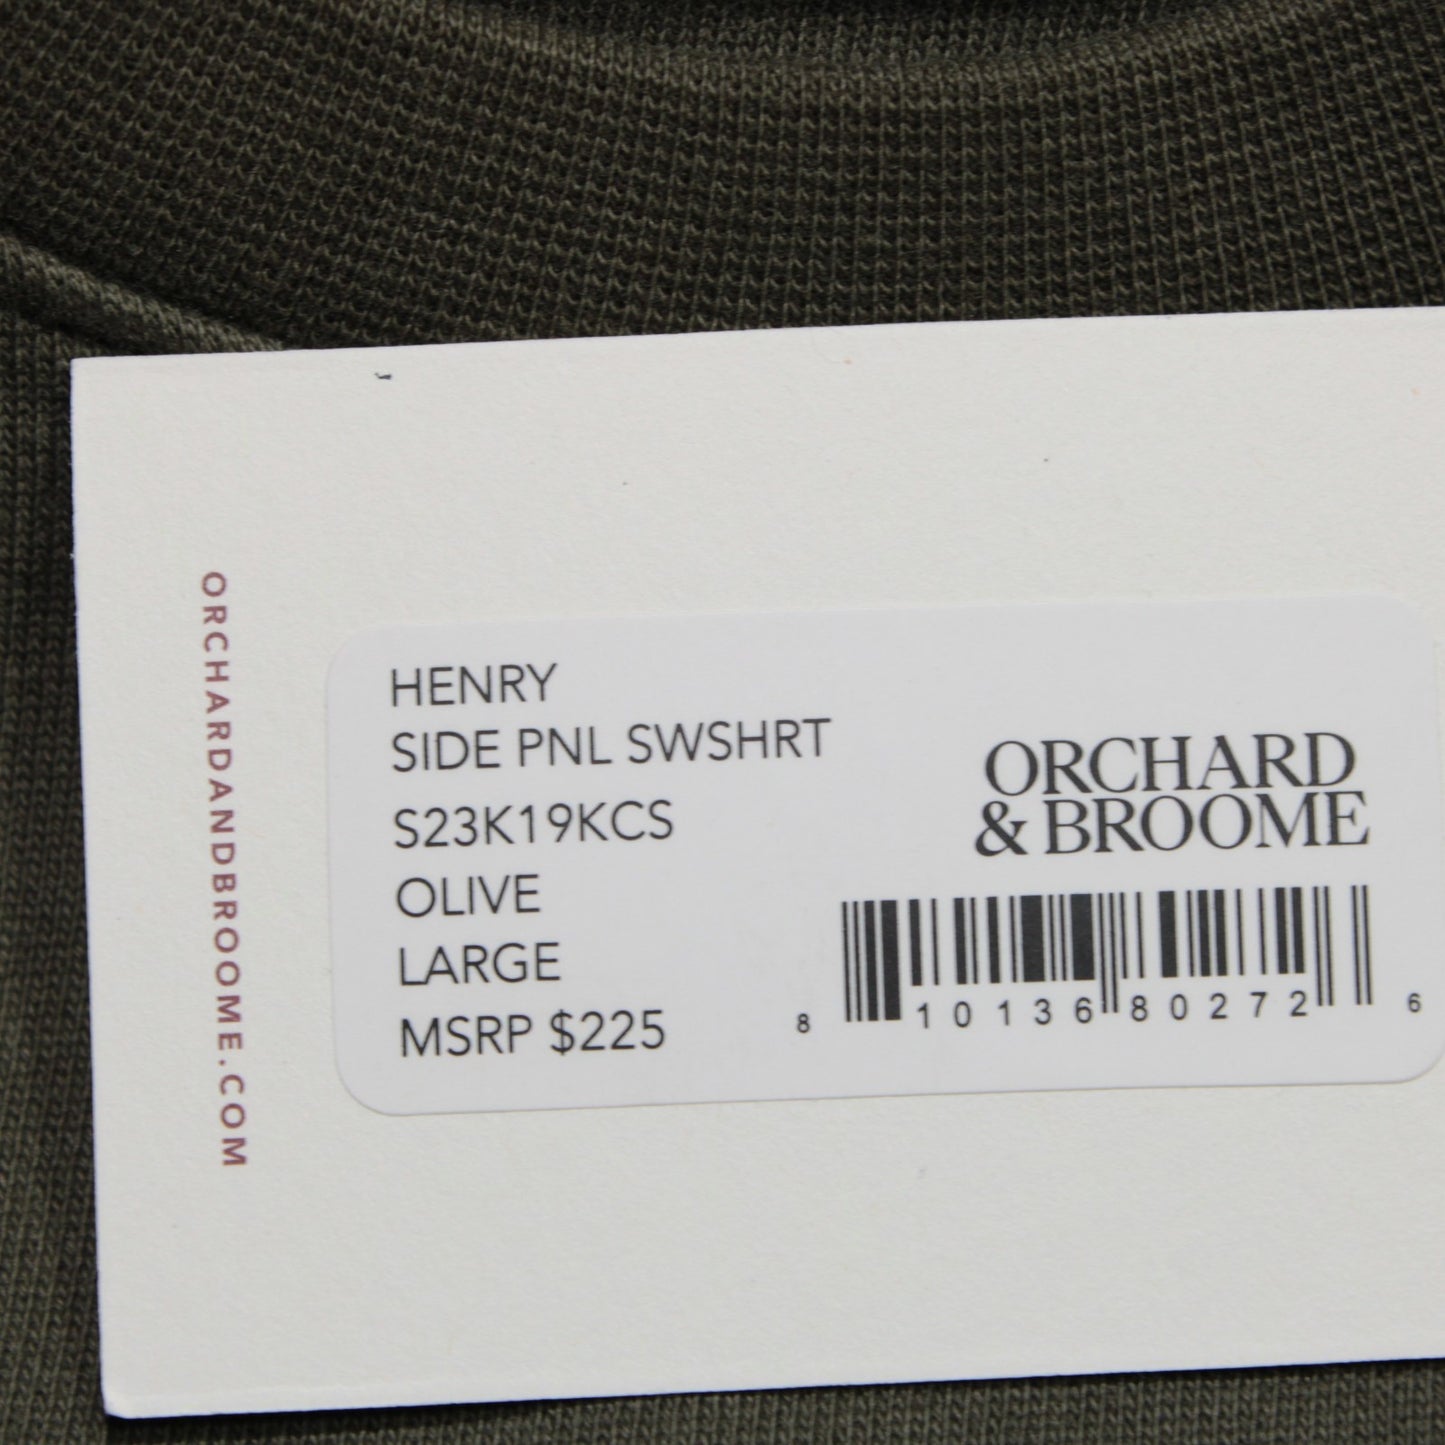 ORCHARDANDBROOME.COM
HENRY
SIDE PNL SWSHRT
S23K19KCS
OLIVE
LARGE
MSRP $225
ORCHARD
& BROOME
8 10136 80272 6